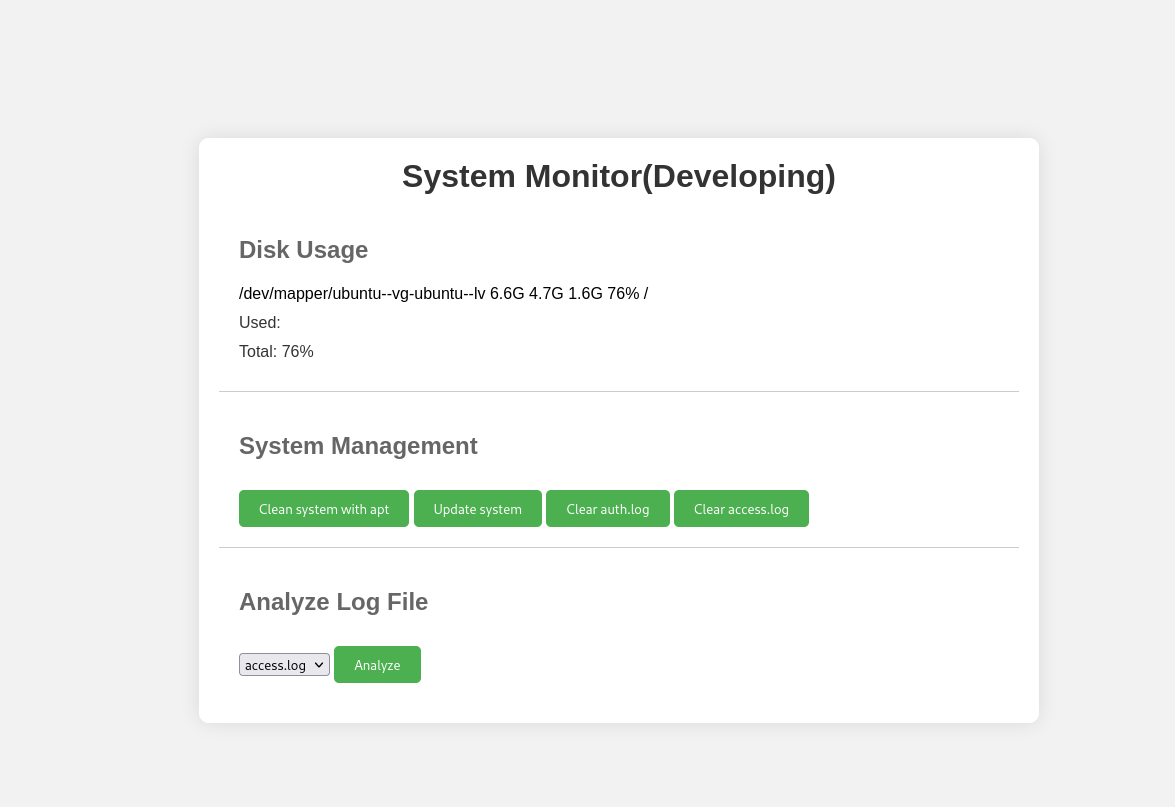 System Monitor(Developing)
Disk Usage
/dev/mapper/ubuntu--vg-ubuntu--lv 6.6G 4.7G 1.6G 76% /
Used:
Total: 76%
System Management
Clean system with apt Update system Clear auth.log Clear access.log
Analyze Log File
access.log Analyze